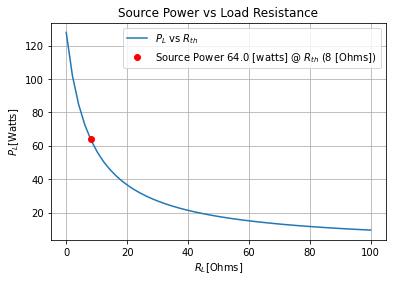 Source Power vs Load Resistance
P_L vs R_th
Source Power 64.0 [watts] @ R_th (8 [Ohms])
P_L[Watts]
120
100
80
60
40
20
0 20 40 60 80 100
R_L[Ohms]